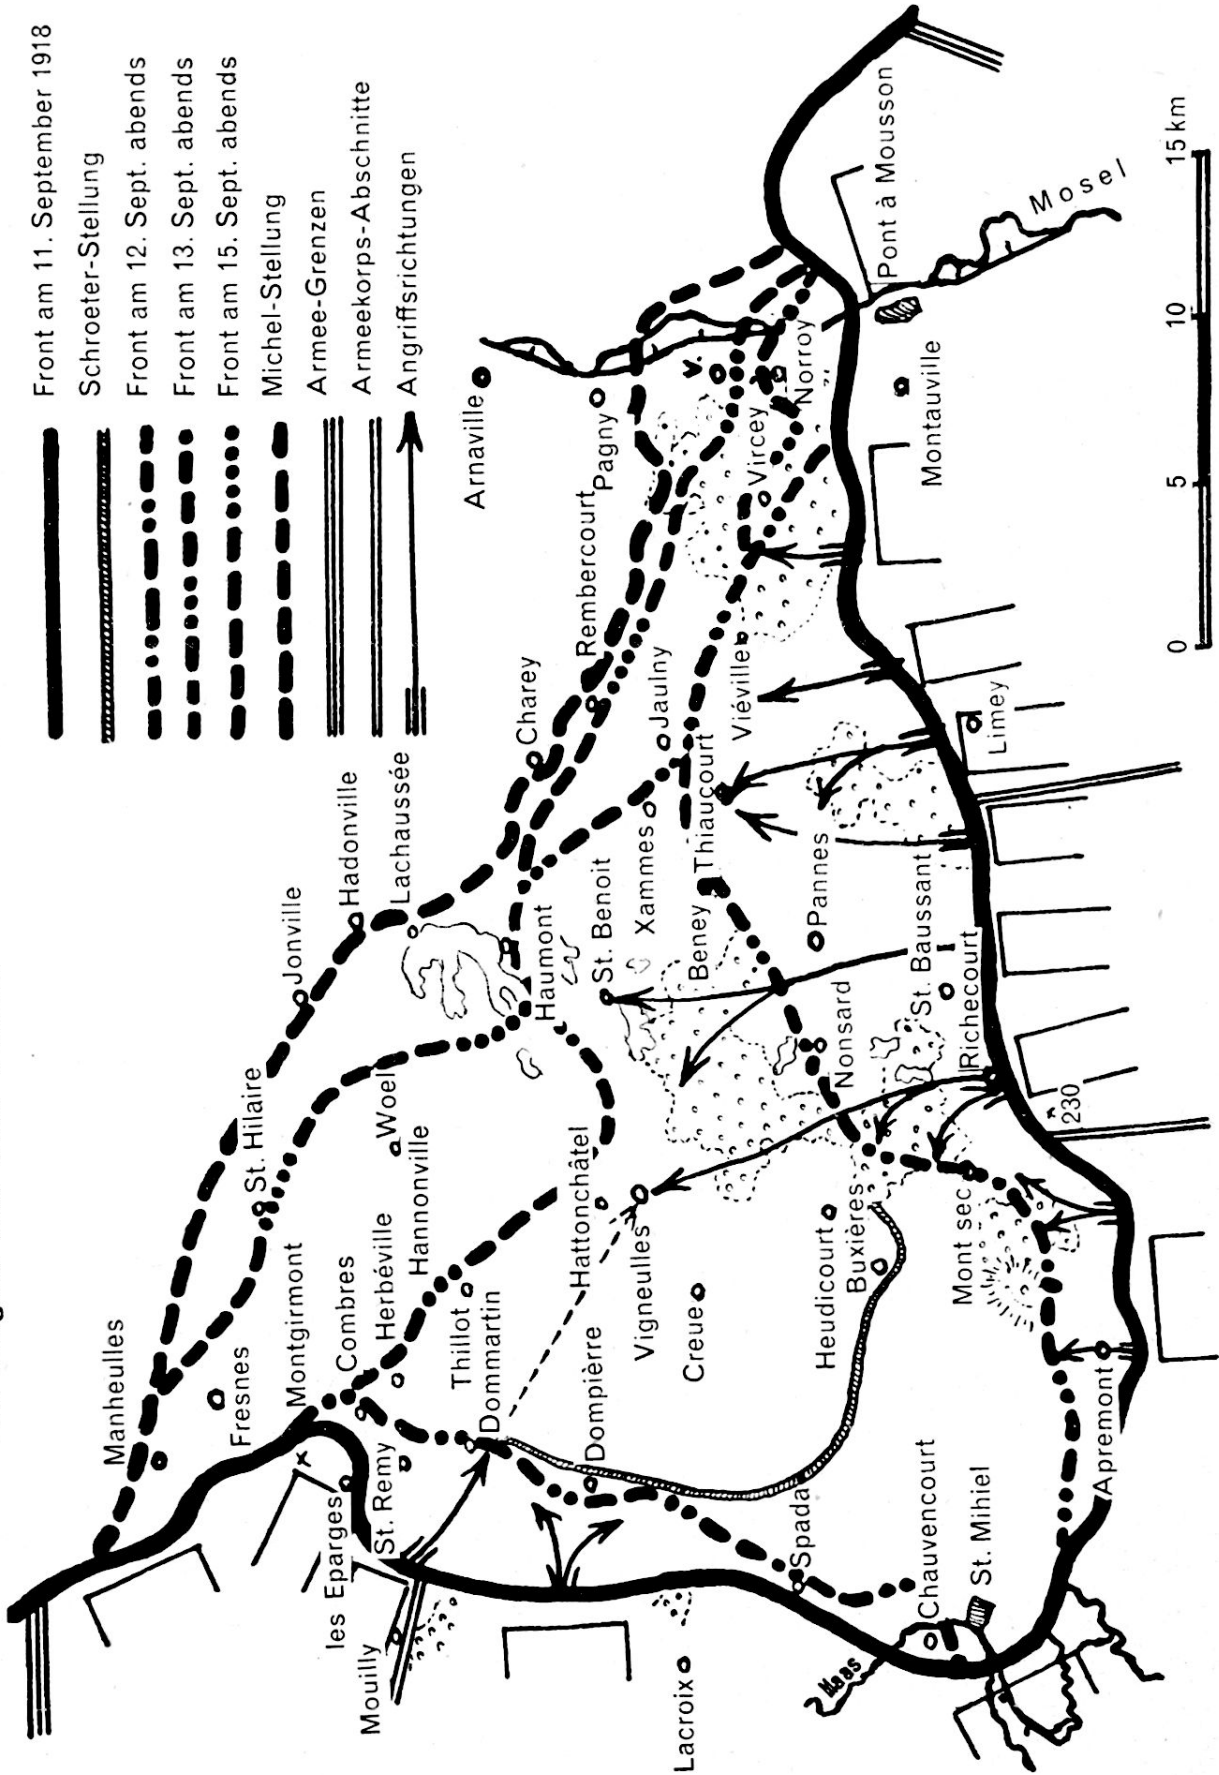 Front am 11. September 1918
Schroeter-Stellung
Front am 12. Sept. abends
Front am 13. Sept. abends
Front am 15. Sept. abends
Michel-Stellung
Armee-Grenzen
Armeekorps-Abschnitte
Angriffsrichtungen
Manheulles
Fresnes
Montgirmont
Combres
les Eparges
St. Remy
Mouilly
Herbéville
Hannonville
Thillot
Dommartin
Dompièrre
Lacroix
Spada
Maas
Chauvencourt
St. Mihiel
Apremont
St. Hilaire
Woel
Jonville
Hadonville
Lachaussée
Haumont
Hattonchâtel
Vigneulles
Creue
Heudicourt
Buxières
Mont sec
230
Richecourt
St. Baussant
Nonsard
Pannes
Beney
St. Benoit
Xammes
Thiaucourt
Jaulny
Charey
Rembercourt
Viéville
Limey
Vircey
Norroy
V.
Pagny
Arnaville
Montauville
Pont à Mousson
Mosel
0 5 10 15 km